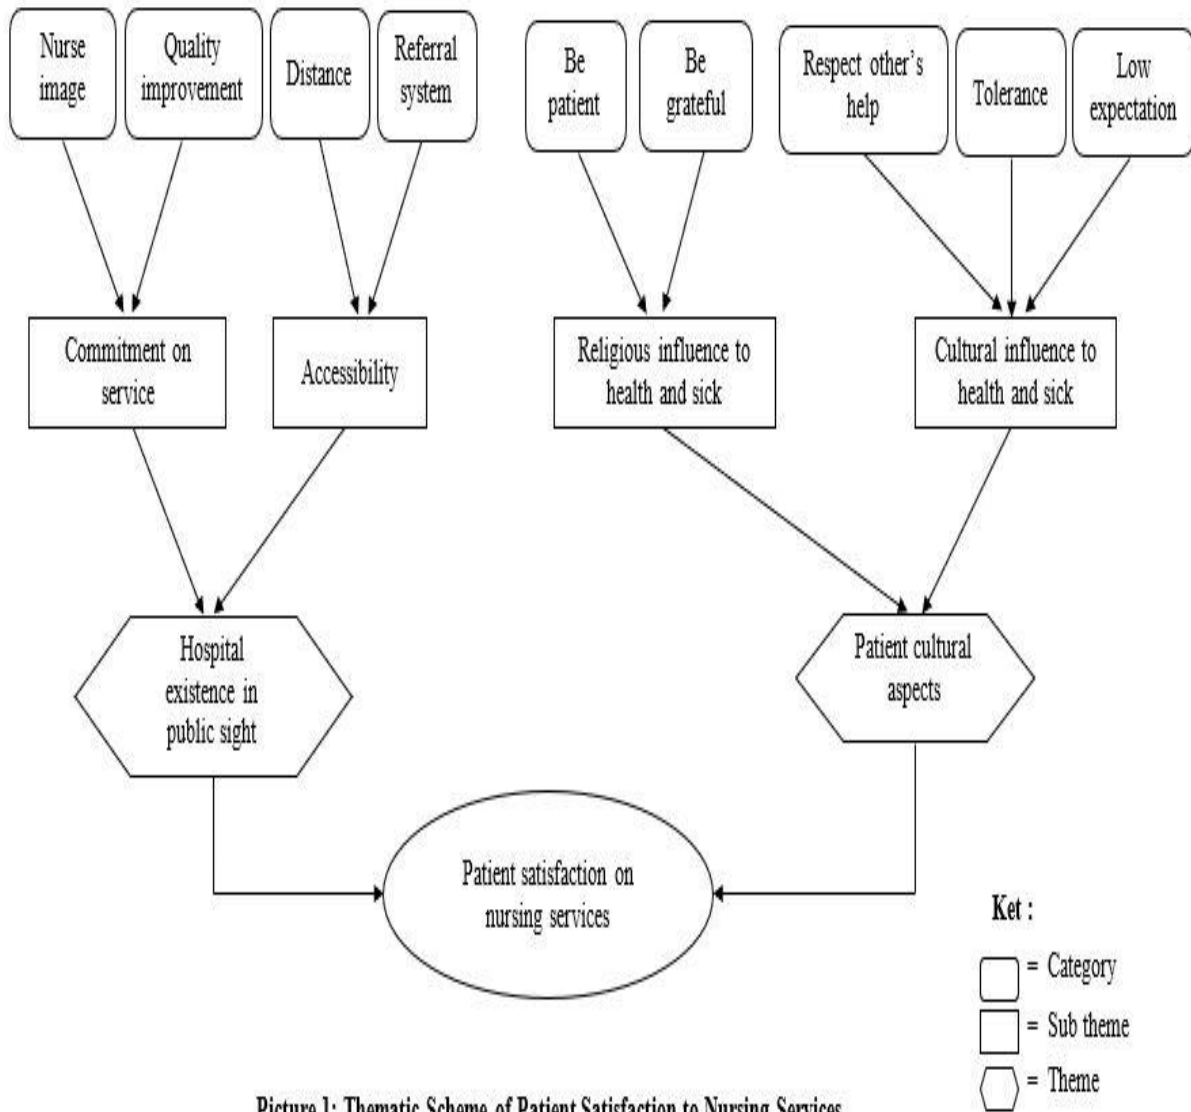 Nurse
image
Quality
improvement
Distance
Referral
system
Be
patient
Be
grateful
Respect other's
help
Tolerance
Low
expectation
Commitment on
service
Accessibility
Religious influence to
health and sick
Cultural influence to
health and sick
Hospital
existence in
public sight
Patient cultural
aspects
Patient satisfaction on
nursing services
Ket :
= Category
= Sub theme
= Theme
Picture 1: Thematic Scheme of Patient Satisfaction to Nursing Services